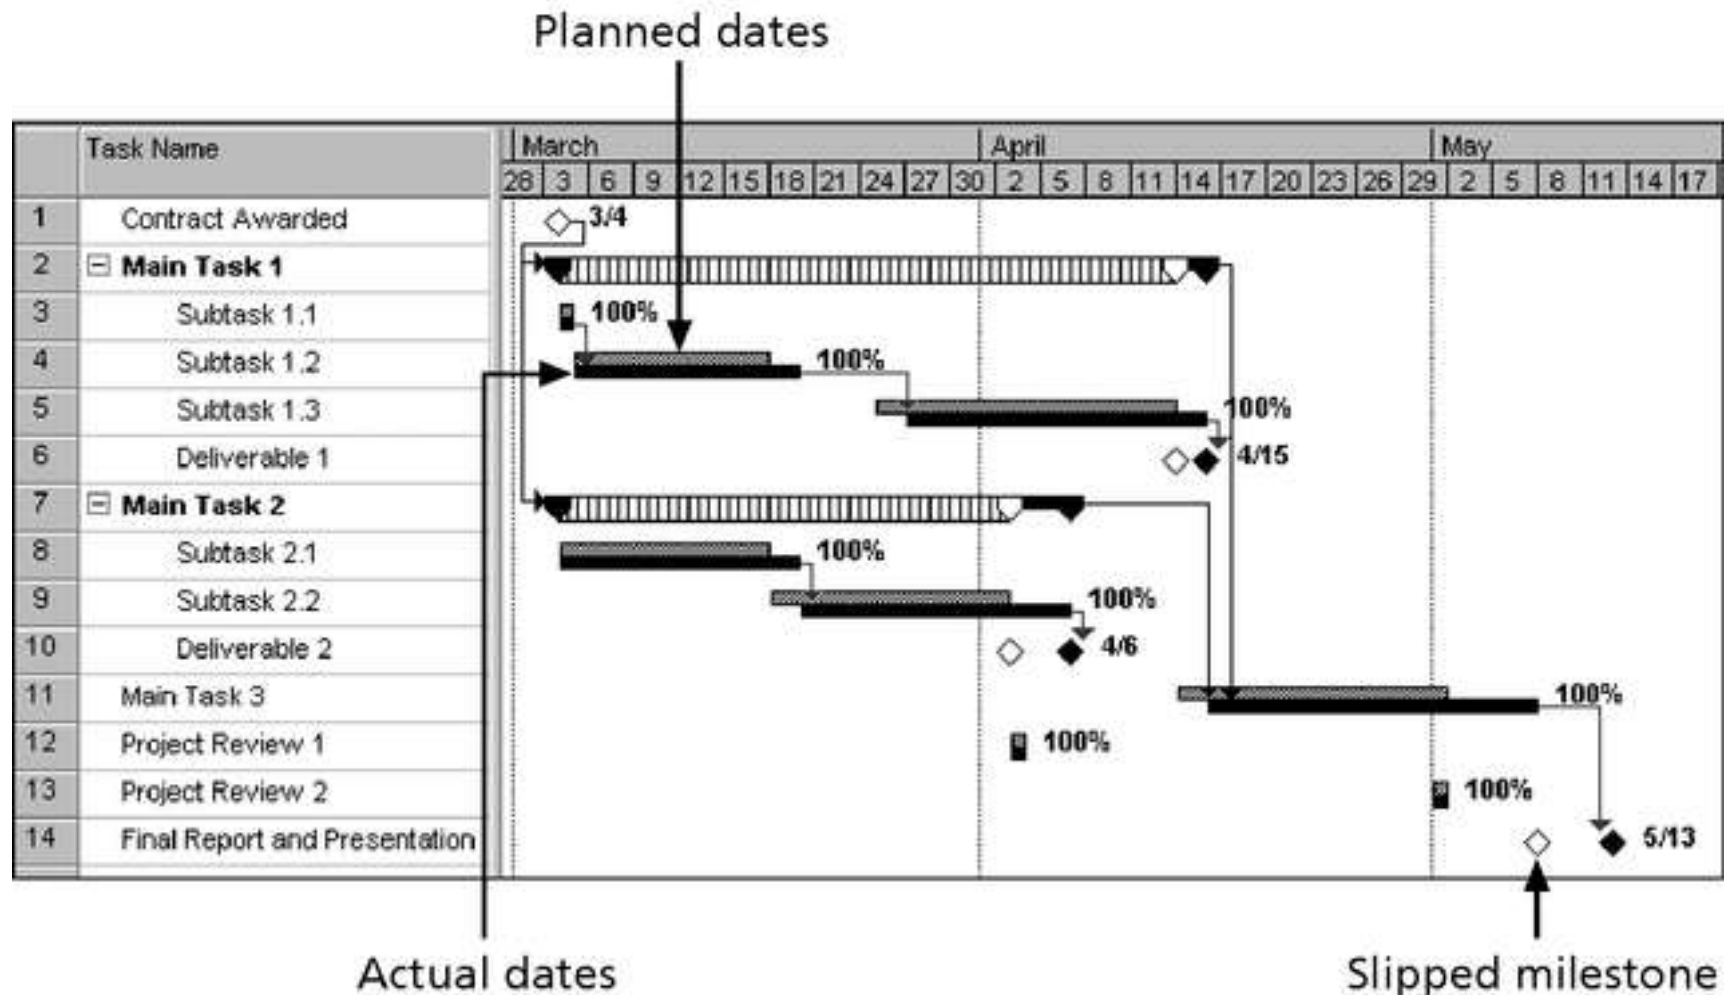 Planned dates
Task Name March April May
28 3 6 9 12 15 18 21 24 27 30 2 5 8 11 14 17 20 23 26 29 2 5 8 11 14 17
1 Contract Awarded 3/4
2 Main Task 1
3 Subtask 1.1 100%
4 Subtask 1.2 100%
5 Subtask 1.3 100%
6 Deliverable 1 4/15
7 Main Task 2
8 Subtask 2.1 100%
9 Subtask 2.2 100%
10 Deliverable 2 4/6
11 Main Task 3 100%
12 Project Review 1 100%
13 Project Review 2 100%
14 Final Report and Presentation 5/13
Actual dates Slipped milestone